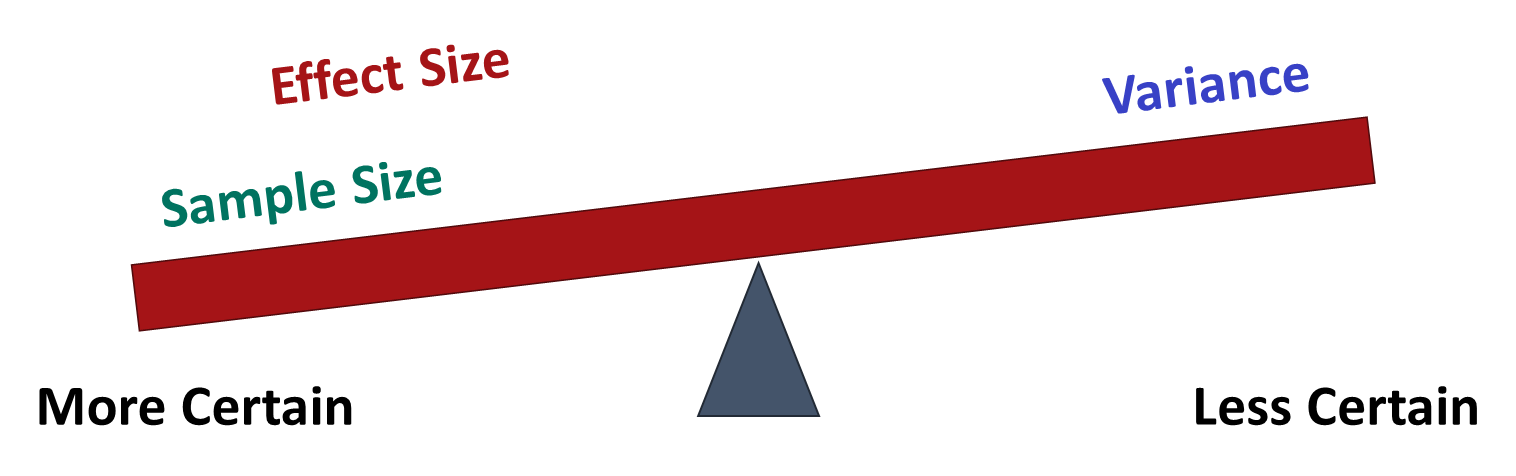 Effect Size
Variance
Sample Size
More Certain
Less Certain